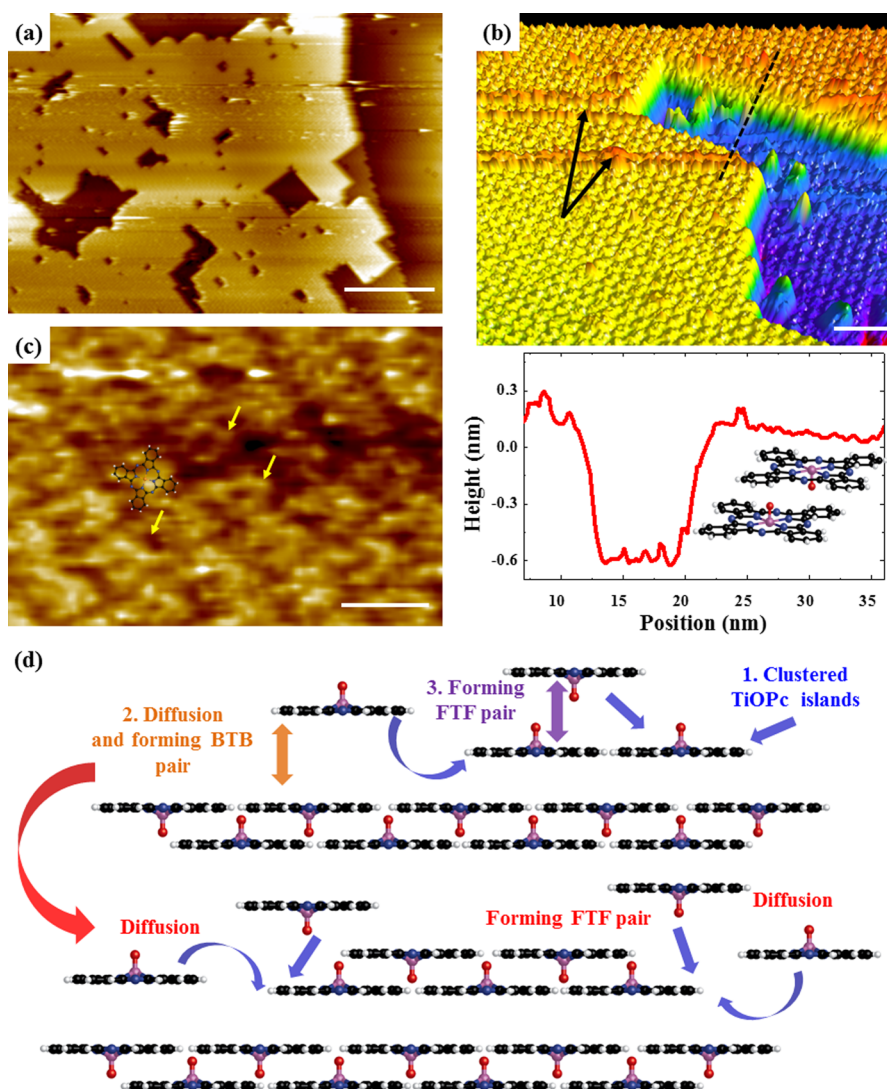 (a)
(b)
(c)
0.3
0.0
-0.3
-0.6
Height (nm)
10 15 20 25 30 35
Position (nm)
(d)
1. Clustered
TiOPc islands
3. Forming
FTF pair
2. Diffusion
and forming BTB
pair
Diffusion
Forming FTF pair
Diffusion